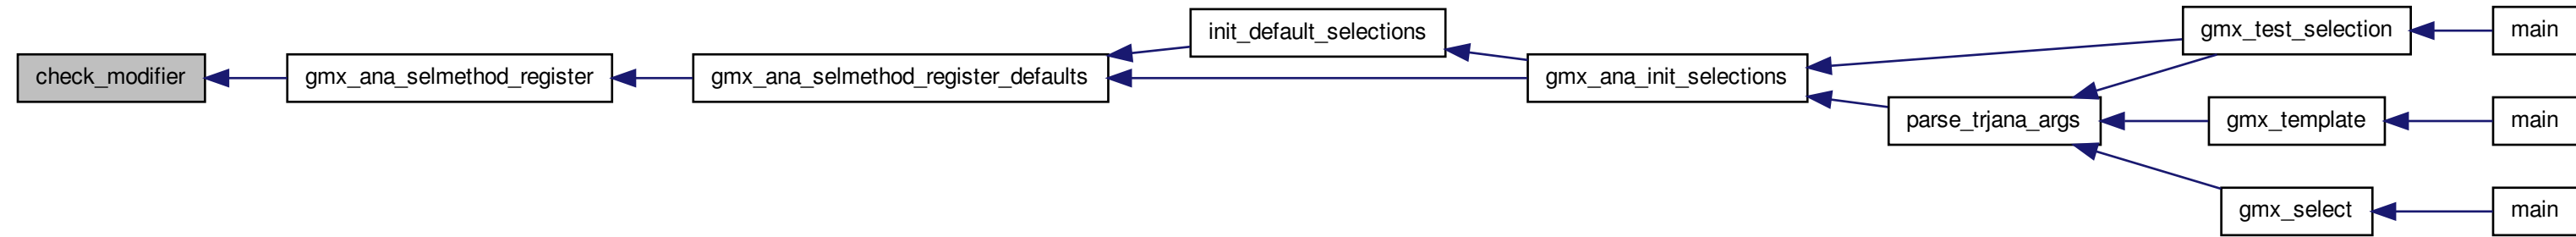 check_modifier
gmx_ana_selmethod_register
gmx_ana_selmethod_register_defaults
init_default_selections
gmx_ana_init_selections
gmx_test_selection
parse_trjana_args
gmx_template
gmx_select
main
main
main